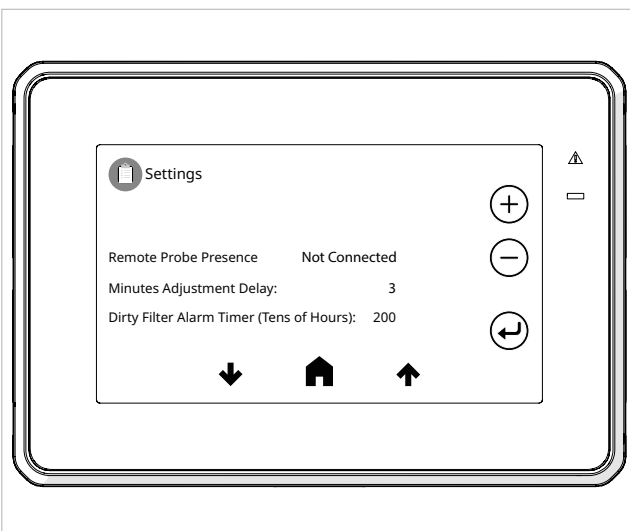 Settings
Remote Probe Presence Not Connected
Minutes Adjustment Delay: 3
Dirty Filter Alarm Timer (Tens of Hours): 200